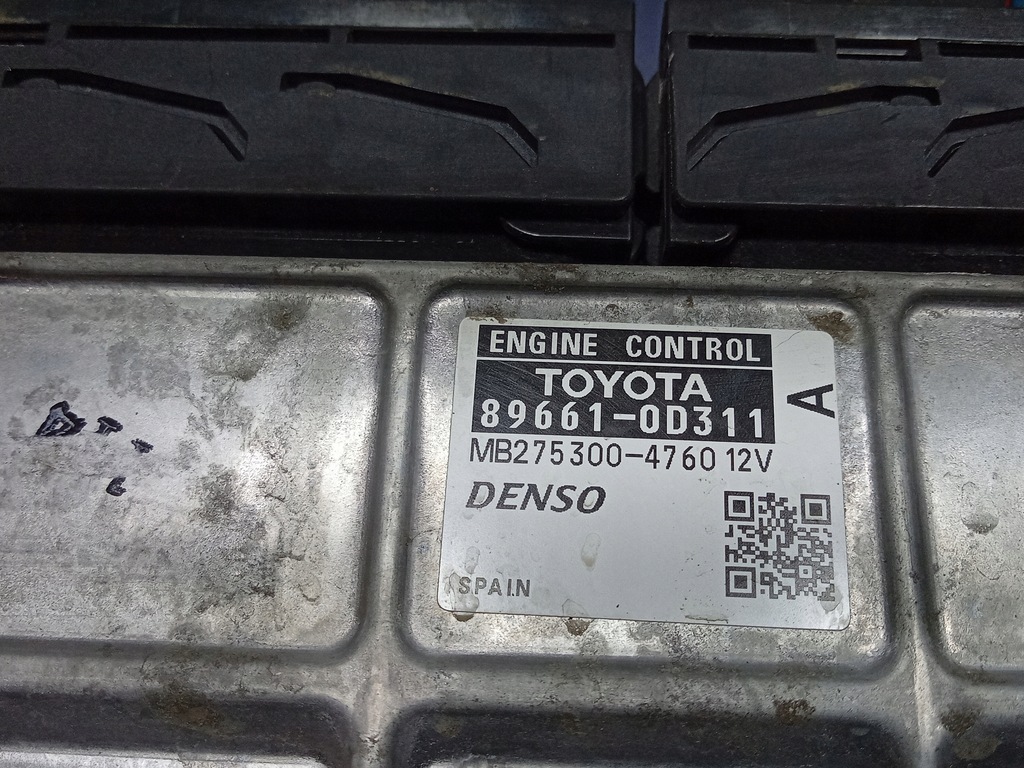 ENGINE CONTROL
TOYOTA
89661-0D311
A
MB275300-4760 12V
DENSO
SPAIN